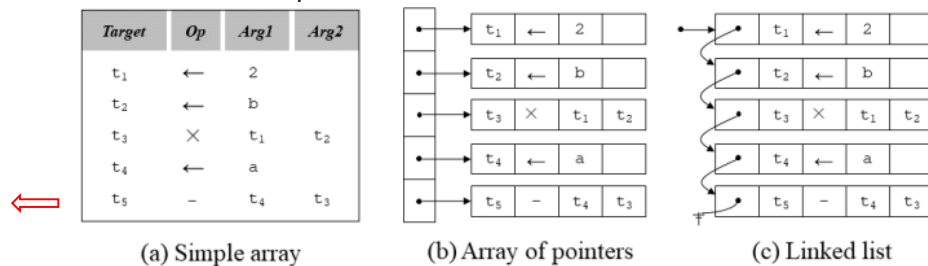 Target Op Arg1 Arg2
t₁ ← 2
t₂ ← b
t₃ × t₁ t₂
t₄ ← a
t₅ - t₄ t₃
(a) Simple array
t₁ ← 2
t₂ ← b
t₃ × t₁ t₂
t₄ ← a
t₅ - t₄ t₃
(b) Array of pointers
t₁ ← 2
t₂ ← b
t₃ × t₁ t₂
t₄ ← a
t₅ - t₄ t₃
(c) Linked list